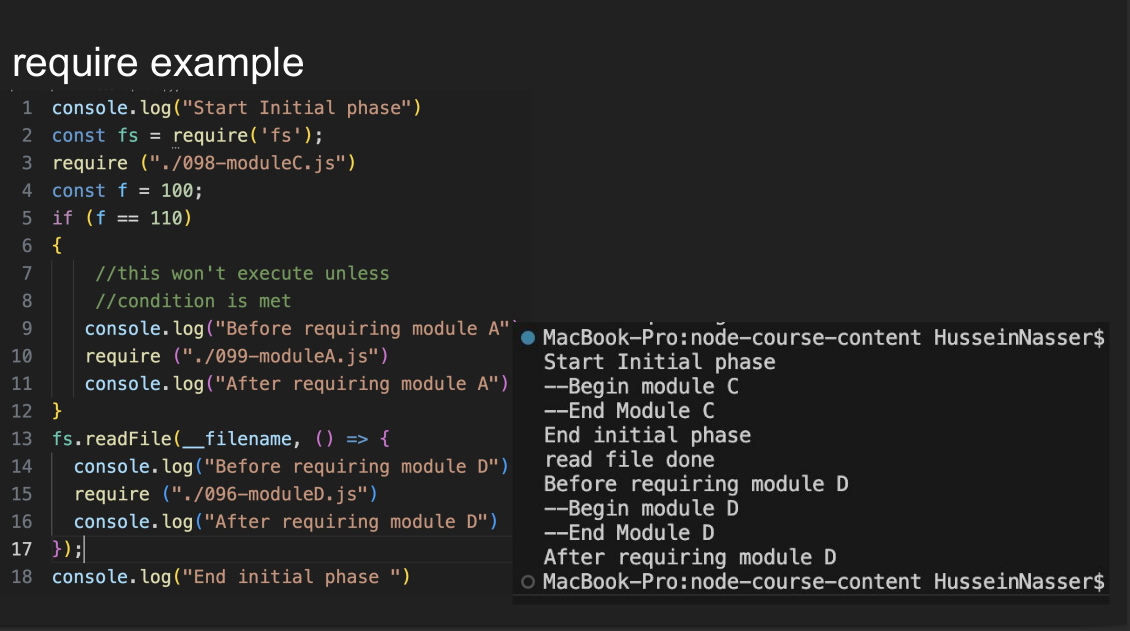 require example
1 console.log("Start Initial phase")
2 const fs = require('fs');
3 require ("./098-moduleC.js")
4 const f = 100;
5 if (f == 110)
6 {
7 //this won't execute unless
8 //condition is met
9 console.log("Before requiring module A")
10 require ("./099-moduleA.js")
11 console.log("After requiring module A")
12 }
13 fs.readFile(__filename, () => {
14 console.log("Before requiring module D")
15 require ("./096-moduleD.js")
16 console.log("After requiring module D")
17 });
18 console.log("End initial phase ")
MacBook-Pro:node-course-content HusseinNasser$
Start Initial phase
--Begin module C
--End Module C
End initial phase
read file done
Before requiring module D
--Begin module D
--End Module D
After requiring module D
MacBook-Pro:node-course-content HusseinNasser$